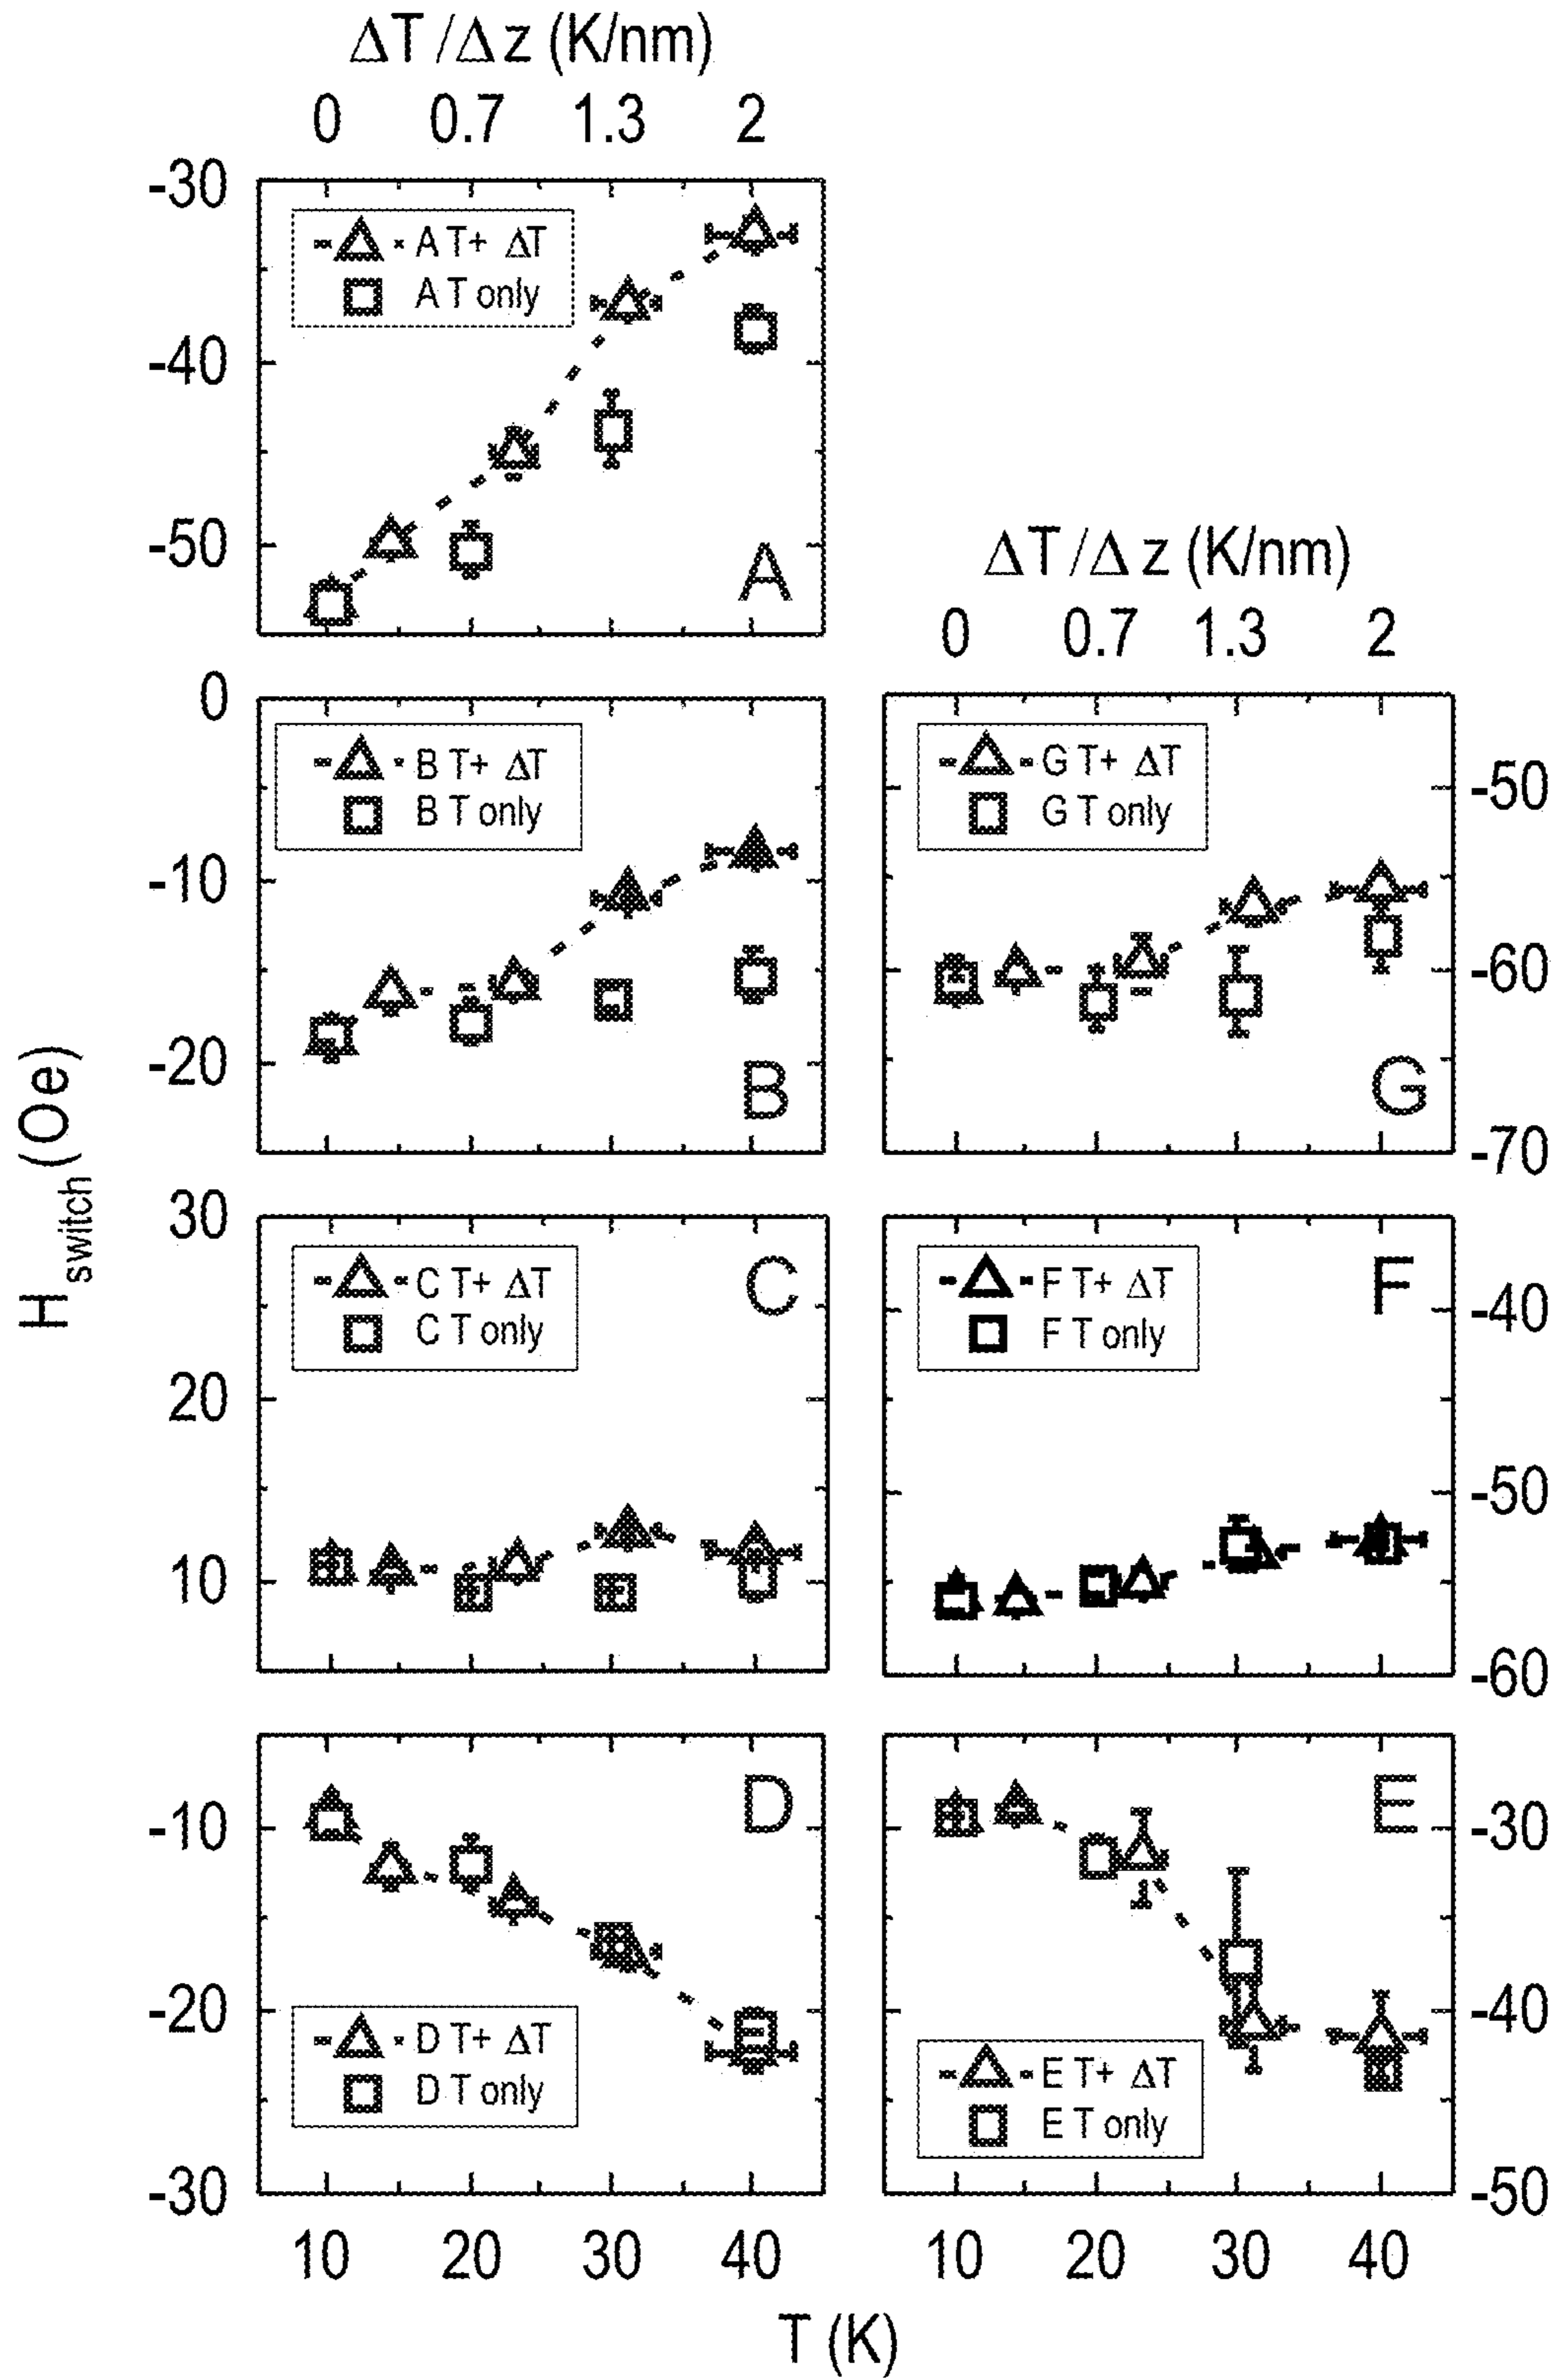 ΔT/Δz (K/nm)
0 0.7 1.3 2
-30
-40
-50
A T+ ΔT
A T only
A
ΔT/Δz (K/nm)
0 0.7 1.3 2
0
-10
-20
B T+ ΔT
B T only
B
G T+ ΔT
G T only
G
-50
-60
-70
H switch (Oe)
30
20
10
C T+ ΔT
C T only
C
F T+ ΔT
F T only
F
-40
-50
-60
-10
-20
-30
D
D T+ ΔT
D T only
E
E T+ ΔT
E T only
-30
-40
-50
10 20 30 40
10 20 30 40
T (K)